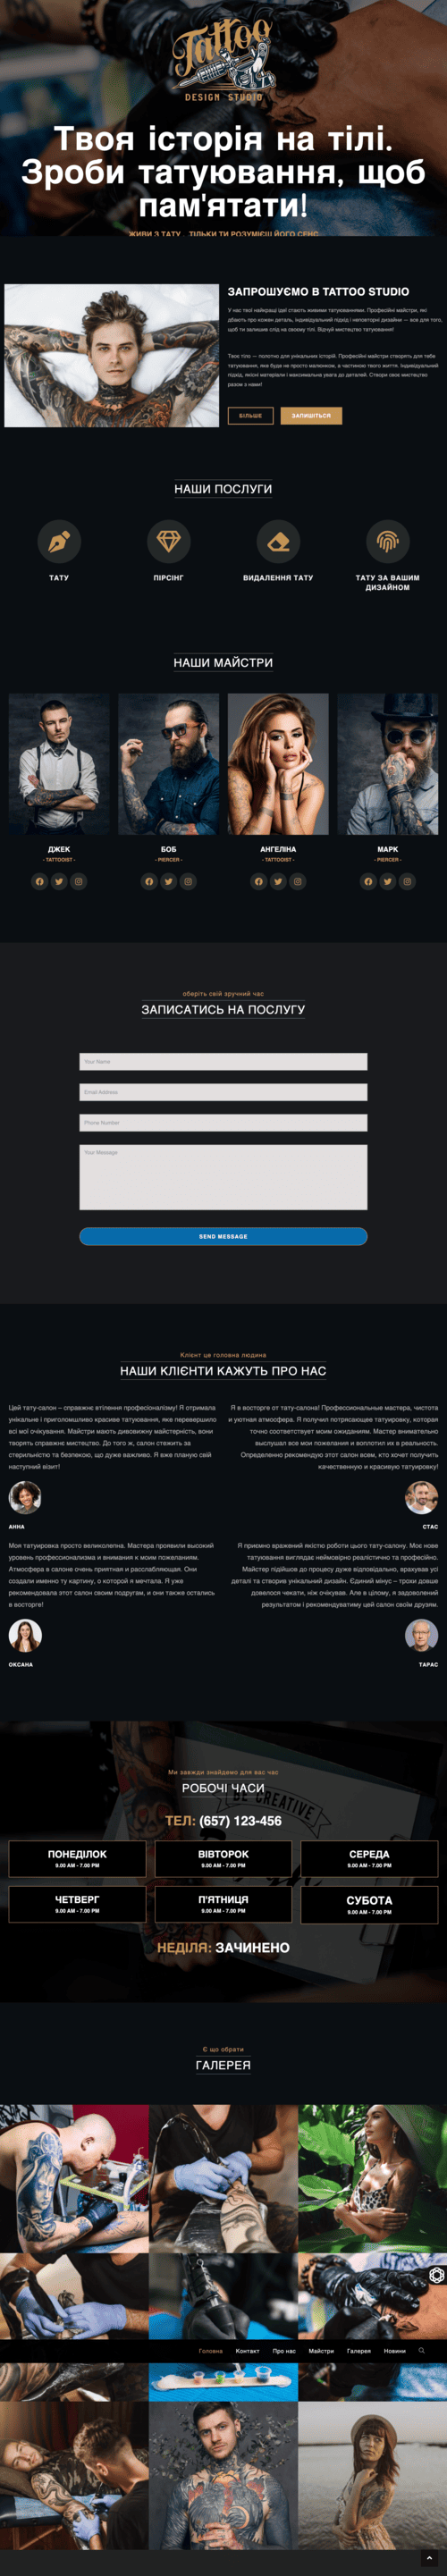 Tattoo
DESIGN STUDIO
Твоя історія на тілі.
Зроби татуювання, щоб
пам'ятати!
ЖИВИ З ТАТУ... ТІЛЬКИ ТИ РОЗУМІЄШ ЙОГО СЕНС
ЗАПРОШУЄМО В TATTOO STUDIO
У нас твої найкращі ідеї стають живими татуюваннями. Професійні майстри, які
дбають про кожен деталь, індивідуальний підхід і неповторні дизайни — все для того,
щоб ти залишив слід на своєму тілі. Відчуй мистецтво татуювання!
Твоє тіло — полотно для унікальних історій. Професійні майстри створять для тебе
татуювання, яке буде не просто малюнком, а частиною твого життя. Індивідуальний
підхід, якісні матеріали і максимальна увага до деталей. Створи своє мистецтво
разом з нами!
БІЛЬШЕ
ЗАПИШІТЬСЯ
НАШИ ПОСЛУГИ
ТАТУ
ПІРСІНГ
ВИДАЛЕННЯ ТАТУ
ТАТУ ЗА ВАШИМ
ДИЗАЙНОМ
НАШИ МАЙСТРИ
ДЖЕК
- TATTOOIST -
БОБ
- PIERCER -
АНГЕЛІНА
- TATTOOIST -
МАРК
- PIERCER -
оберіть свій зручний час
ЗАПИСАТИСЬ НА ПОСЛУГУ
Your Name
Email Address
Phone Number
Your Message
SEND MESSAGE
Клієнт це головна людина
НАШИ КЛІЄНТИ КАЖУТЬ ПРО НАС
Цей тату-салон – справжнє втілення професіоналізму! Я отримала
унікальне і приголомшливо красиве татуювання, яке перевершило
всі мої очікування. Майстри мають дивовижну майстерність, вони
творять справжнє мистецтво. До того ж, салон стежить за
стерильністю та безпекою, що дуже важливо. Я вже планую свій
наступний візит!
АННА
Я в восторге от тату-салона! Профессиональные мастера, чистота
и уютная атмосфера. Я получил потрясающее татуировку, которая
точно соответствует моим ожиданиям. Мастер внимательно
выслушал все мои пожелания и воплотил их в реальность.
Определенно рекомендую этот салон всем, кто хочет получить
качественную и красивую татуировку!
СТАС
Моя татуировка просто великолепна. Мастера проявили высокий
уровень профессионализма и внимания к моим пожеланиям.
Атмосфера в салоне очень приятная и расслабляющая. Они
создали именно ту картину, о которой я мечтала. Я уже
рекомендовала этот салон своим подругам, и они также остались
в восторге!
ОКСАНА
Я приємно вражений якістю роботи цього тату-салону. Моє нове
татуювання виглядає неймовірно реалістично та професійно.
Майстер підійшов до процесу дуже відповідально, врахував усі
деталі та створив унікальний дизайн. Єдиний мінус – трохи довше
довелося чекати, ніж очікував. Але в цілому, я задоволений
результатом і рекомендуватиму цей салон своїм друзям.
ТАРАС
Ми завжди знайдемо для вас час
РОБОЧІ ЧАСИ
BE CREATIVE
ТЕЛ: (657) 123-456
ПОНЕДІЛОК
9.00 AM - 7.00 PM
ВІВТОРОК
9.00 AM - 7.00 PM
СЕРЕДА
9.00 AM - 7.00 PM
ЧЕТВЕРГ
9.00 AM - 7.00 PM
П'ЯТНИЦЯ
9.00 AM - 7.00 PM
СУБОТА
9.00 AM - 7.00 PM
НЕДІЛЯ: ЗАЧИНЕНО
Є що обрати
ГАЛЕРЕЯ
Головна Контакт Про нас Майстри Галерея Новини